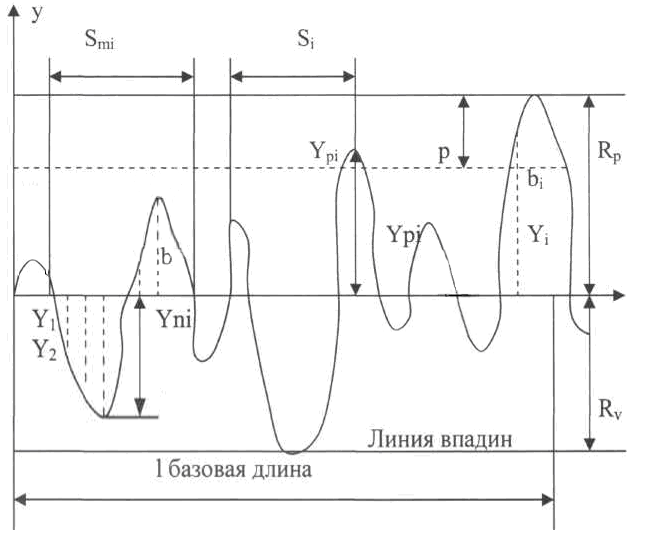 y
Smi
Si
Ypi
p
Rp
bi
b
Ypi
Yi
Y1
Yni
Y2
Rv
Линия впадин
l базовая длина